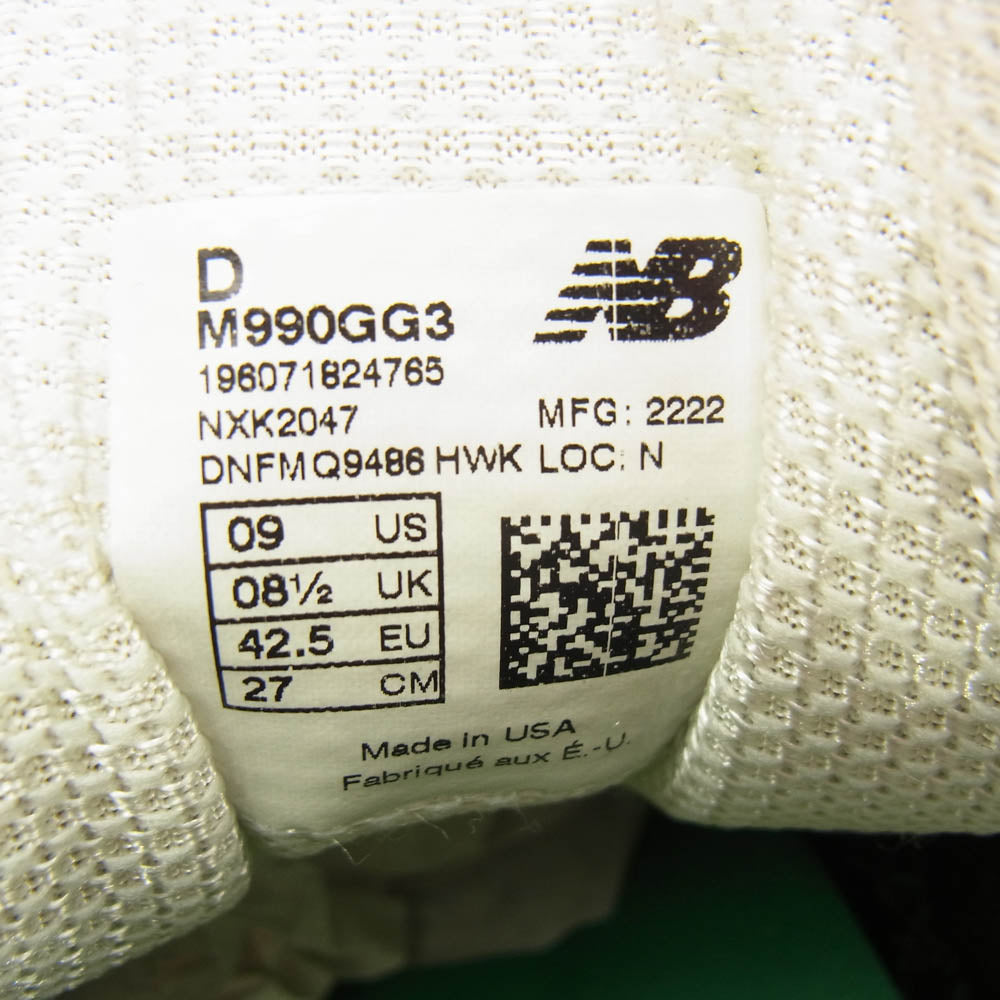 D
NB
M990GG3
196071824765
NXK2047 MFG: 2222
DNFMQ9486 HWK LOC: N
09 US
08½ UK
42.5 EU
27 CM
Made in USA
Fabriqué aux É.-U.